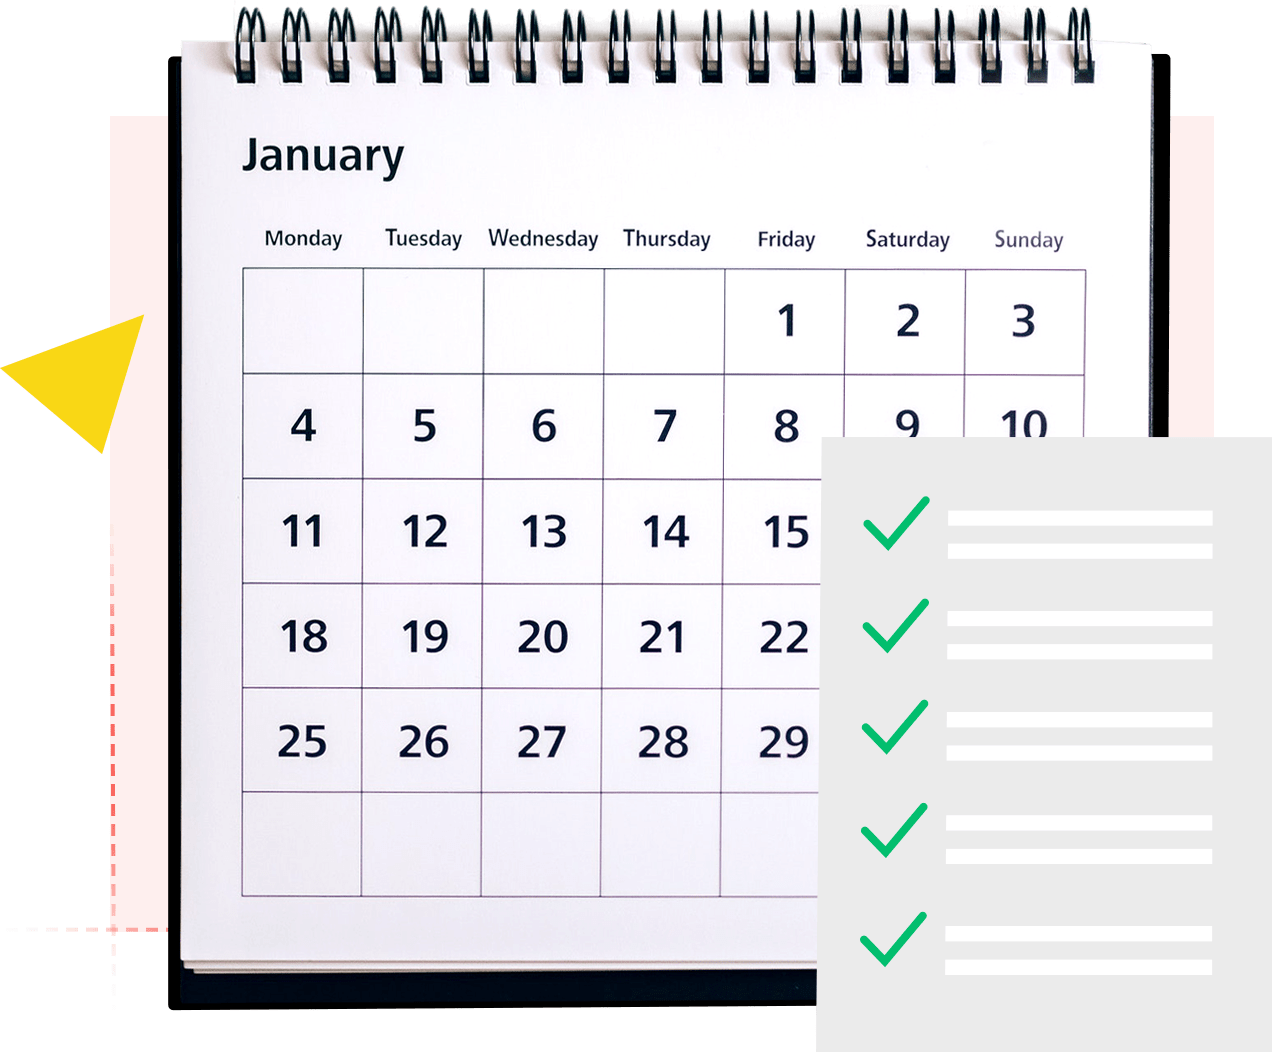 January
Monday Tuesday Wednesday Thursday Friday Saturday Sunday
1 2 3
4 5 6 7 8 9 10
11 12 13 14 15
18 19 20 21 22
25 26 27 28 29